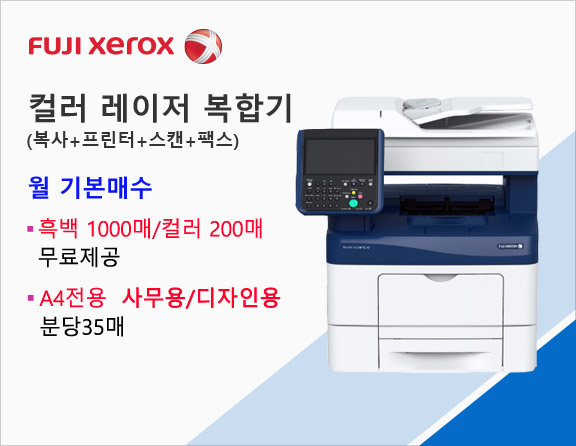 FUJI xerox
컬러 레이저 복합기
(복사+프린터+스캔+팩스)
월 기본매수
흑백 1000매/컬러 200매
무료제공
A4전용 사무용/디자인용
분당35매
FUJI XEROX